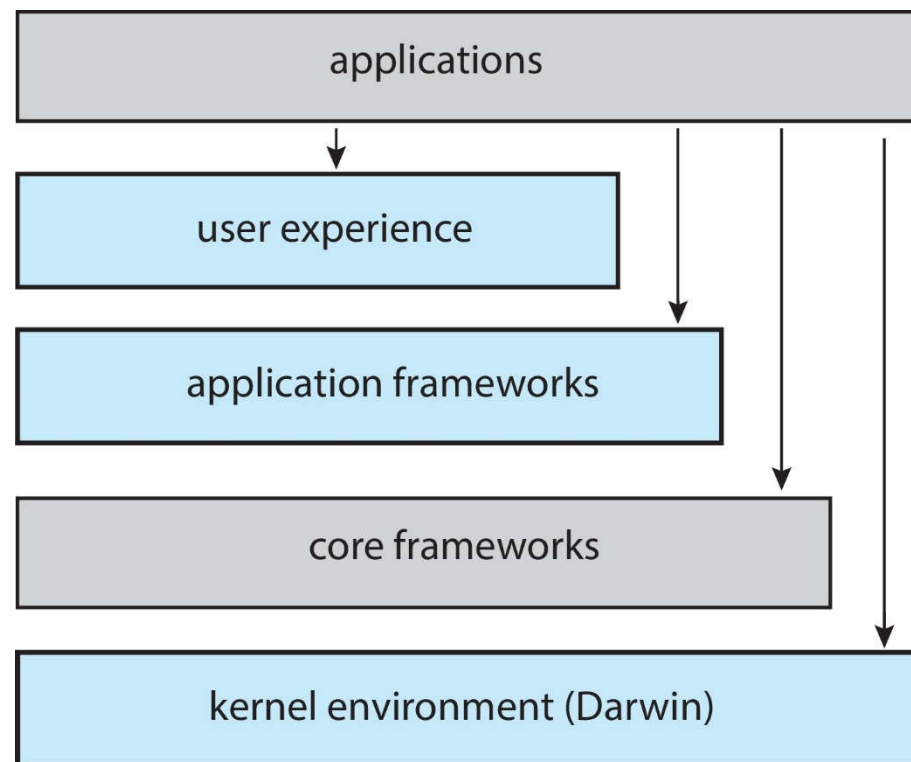 applications
user experience
application frameworks
core frameworks
kernel environment (Darwin)